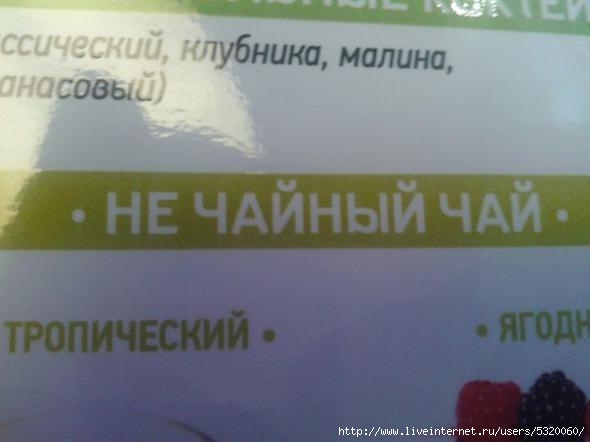 ссический, клубника, малина,
анасовый)
• НЕ ЧАЙНЫЙ ЧАЙ •
ТРОПИЧЕСКИЙ • • ЯГОДН
http://www.liveinternet.ru/users/5320060/